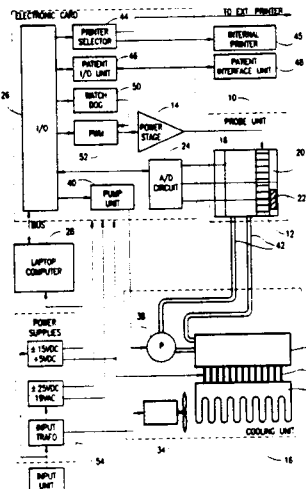 ELECTRONIC CARD
44
TO EXT. PRINTER
PRINTER
SELECTOR
INTERNAL
PRINTER
45
26
46
PATIENT
I/O UNIT
PATIENT
INTERFACE UNIT
48
50
WATCH
DOG
14
10
I/O
PWM
POWER
STAGE
PROBE UNIT
52
24
18
20
40
A/D
CIRCUIT
22
PUMP
UNIT
BUS
28
12
42
LAPTOP
COMPUTER
38
P
POWER
SUPPLIES
± 15VDC
+5VDC
± 25VDC
19VAC
INPUT
TRAFO
34
COOLING UNIT
54
16
INPUT
UNIT